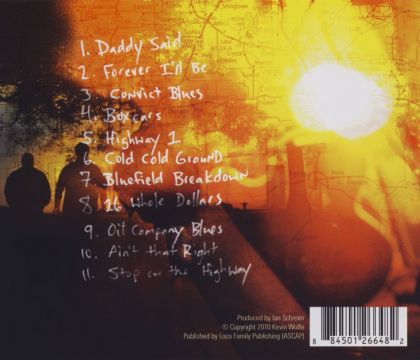 1. Daddy Said
2. Forever I'll Be
3 Convict Blues
4. Boxcars
5. Highway 1
6 Cold Cold Ground
7. Bluefield Breakdown
8. 26 Whole Dollars
9. Oil Company Blues
10. Ain't that Right
11. Stop on the Highway
Produced by Ian Schreier
© Copyright 2010 Kevin Wolfe
Published by Loco Family Publishing (ASCAP)
8 84501 26648 2